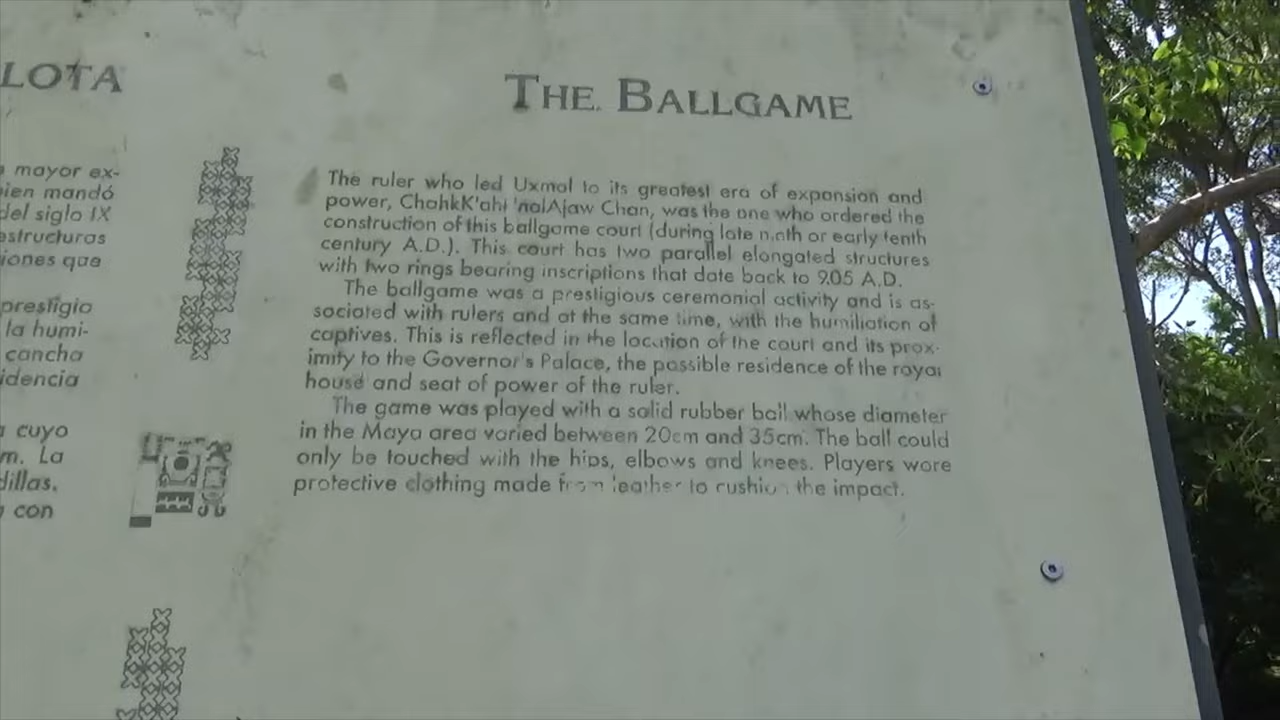 LOTA
mayor ex-
bien mandó
del siglo IX
estructuras
iones que
prestigio
la humi-
cancha
idencia
cuyo
m. La
dillas.
con
THE BALLGAME
The ruler who led Uxmal to its greatest era of expansion and
power, ChahkK'aht 'nalAjaw Chan, was the one who ordered the
construction of this ballgame court (during late ninth or early tenth
century A.D.). This court has two parallel elongated structures
with two rings bearing inscriptions that date back to 905 A.D.
The ballgame was a prestigious ceremonial activity and is as-
sociated with rulers and at the same time, with the humiliation of
captives. This is reflected in the location of the court and its prox-
imity to the Governor's Palace, the possible residence of the royal
house and seat of power of the ruler.
The game was played with a solid rubber ball whose diameter
in the Maya area varied between 20cm and 35cm. The ball could
only be touched with the hips, elbows and knees. Players wore
protective clothing made from leather to cushion the impact.